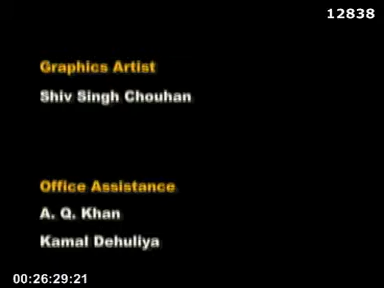 12838
Graphics Artist
Shiv Singh Chouhan
Office Assistance
A. Q. Khan
Kamal Dehuliya
00:26:29:21